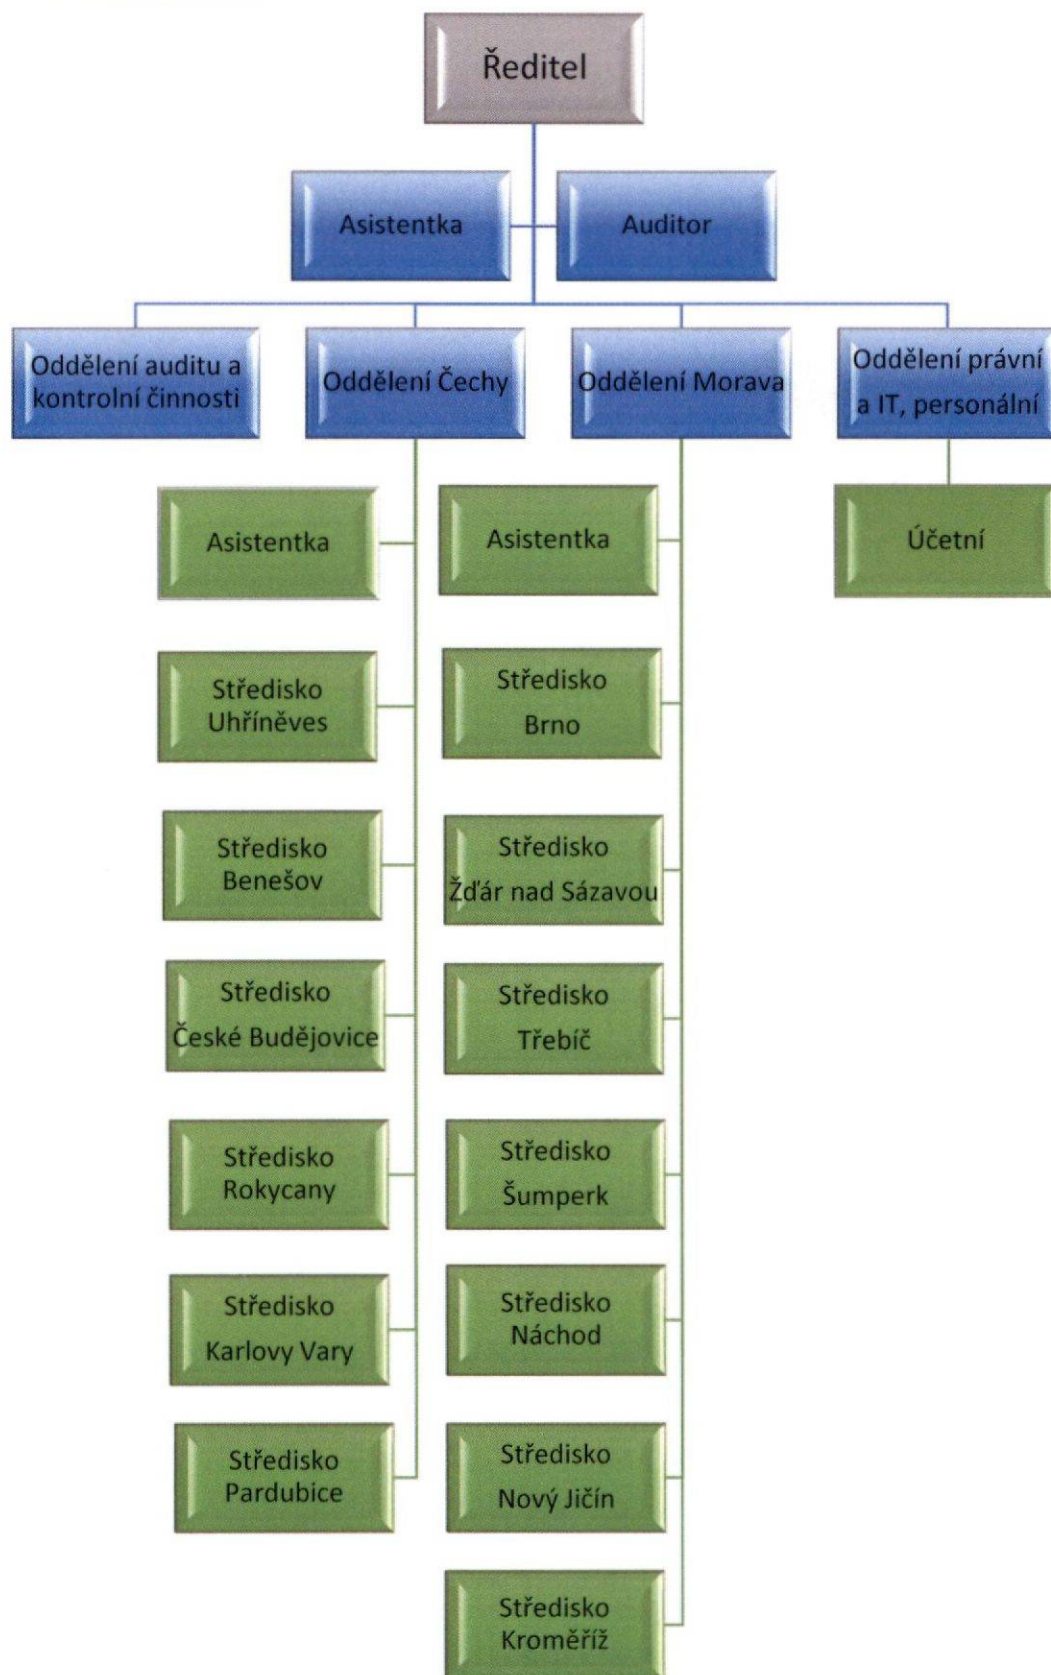 Ředitel
Asistentka
Auditor
Oddělení auditu a
kontrolní činnosti
Oddělení Čechy
Oddělení Morava
Oddělení právní
a IT, personální
Asistentka
Asistentka
Účetní
Středisko
Uhříněves
Středisko
Brno
Středisko
Benešov
Středisko
Žďár nad Sázavou
Středisko
České Budějovice
Středisko
Třebíč
Středisko
Rokycany
Středisko
Šumperk
Středisko
Karlovy Vary
Středisko
Náchod
Středisko
Pardubice
Středisko
Nový Jičín
Středisko
Kroměříž